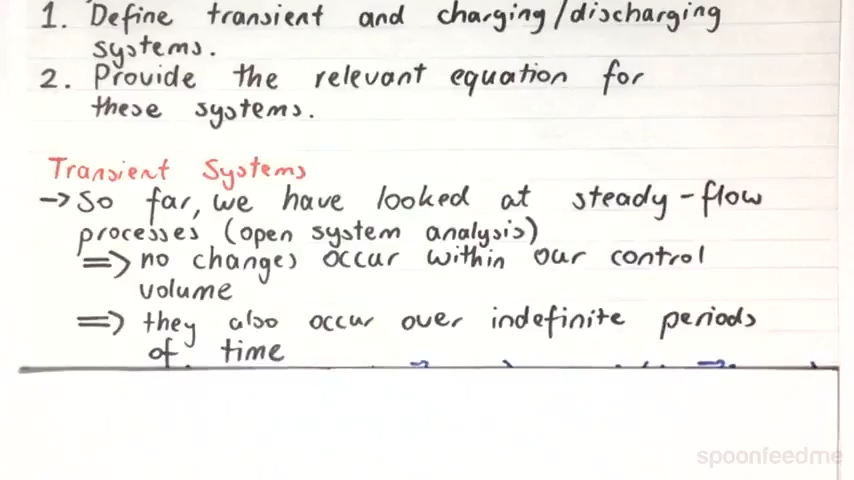 1. Define transient and charging/discharging
systems.
2. Provide the relevant equation for
these systems.
Transient Systems
→ So far, we have looked at steady-flow
processes (open system analysis)
⇒ no changes occur within our control
volume
⇒ they also occur over indefinite periods
of time
spoonfeedme